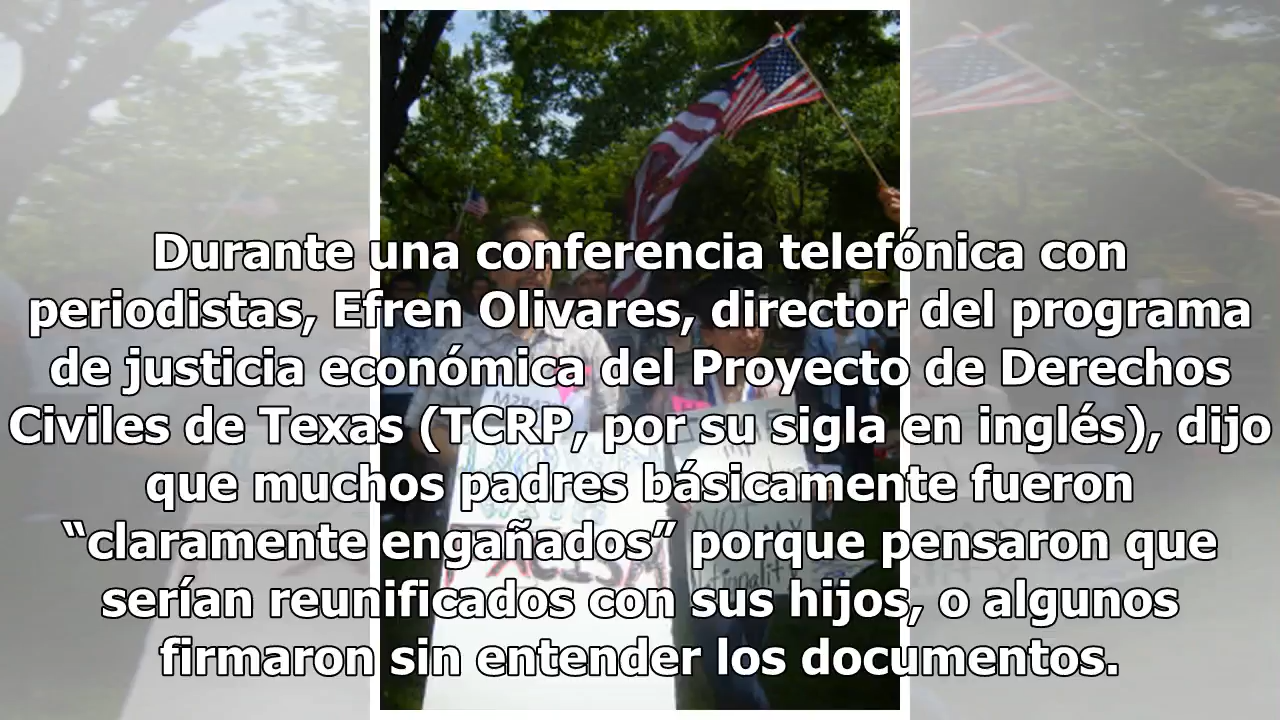 Durante una conferencia telefónica con
periodistas, Efren Olivares, director del programa
de justicia económica del Proyecto de Derechos
Civiles de Texas (TCRP, por su sigla en inglés), dijo
que muchos padres básicamente fueron
“claramente engañados” porque pensaron que
serían reunificados con sus hijos, o algunos
firmaron sin entender los documentos.
NOT MY